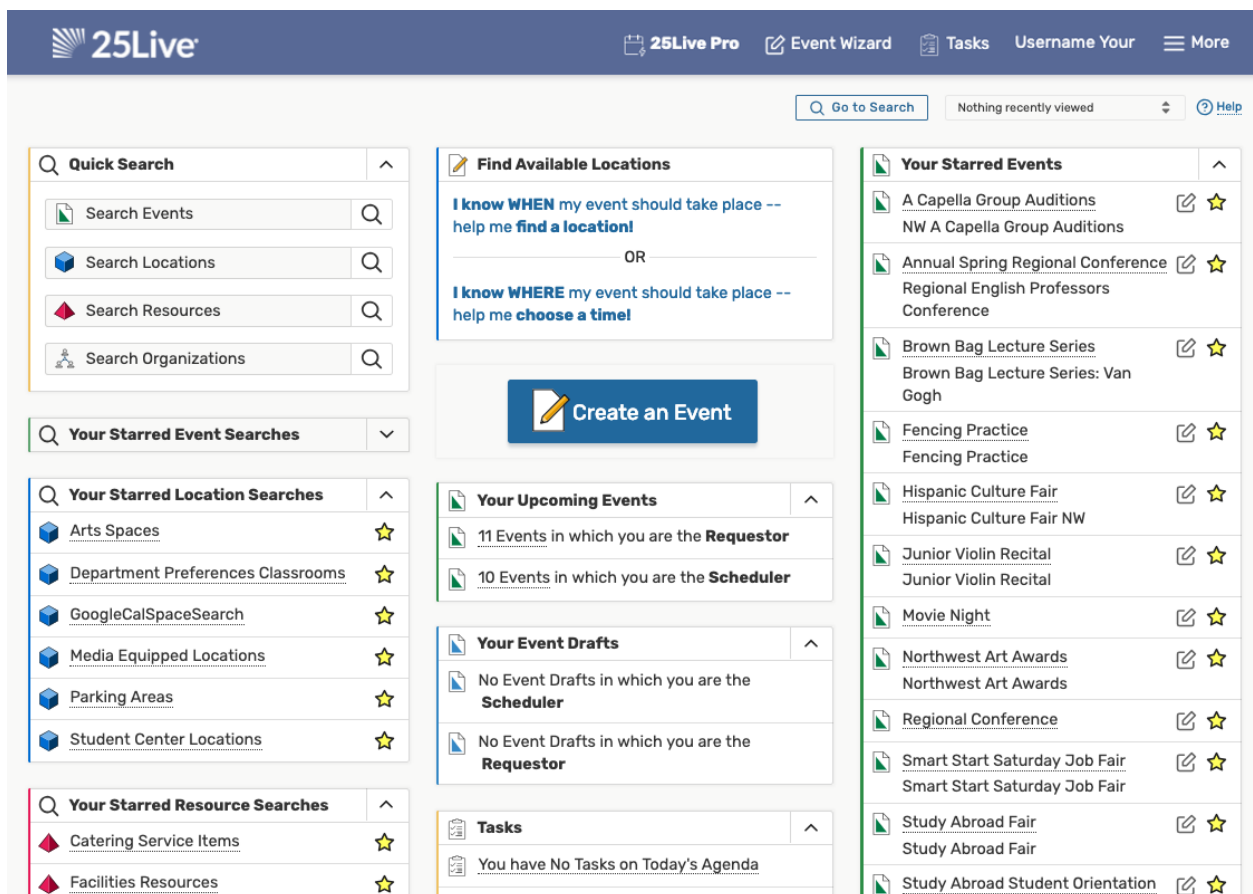 25Live
25Live Pro
Event Wizard
Tasks
Username Your
More
Go to Search
Nothing recently viewed
Help
Quick Search
Search Events
Search Locations
Search Resources
Search Organizations
Your Starred Event Searches
Your Starred Location Searches
Arts Spaces
Department Preferences Classrooms
GoogleCalSpaceSearch
Media Equipped Locations
Parking Areas
Student Center Locations
Your Starred Resource Searches
Catering Service Items
Facilities Resources
Find Available Locations
I know WHEN my event should take place --
help me find a location!
OR
I know WHERE my event should take place --
help me choose a time!
Create an Event
Your Upcoming Events
11 Events in which you are the Requestor
10 Events in which you are the Scheduler
Your Event Drafts
No Event Drafts in which you are the
Scheduler
No Event Drafts in which you are the
Requestor
Tasks
You have No Tasks on Today's Agenda
Your Starred Events
A Capella Group Auditions
NW A Capella Group Auditions
Annual Spring Regional Conference
Regional English Professors
Conference
Brown Bag Lecture Series
Brown Bag Lecture Series: Van
Gogh
Fencing Practice
Fencing Practice
Hispanic Culture Fair
Hispanic Culture Fair NW
Junior Violin Recital
Junior Violin Recital
Movie Night
Northwest Art Awards
Northwest Art Awards
Regional Conference
Smart Start Saturday Job Fair
Smart Start Saturday Job Fair
Study Abroad Fair
Study Abroad Fair
Study Abroad Student Orientation